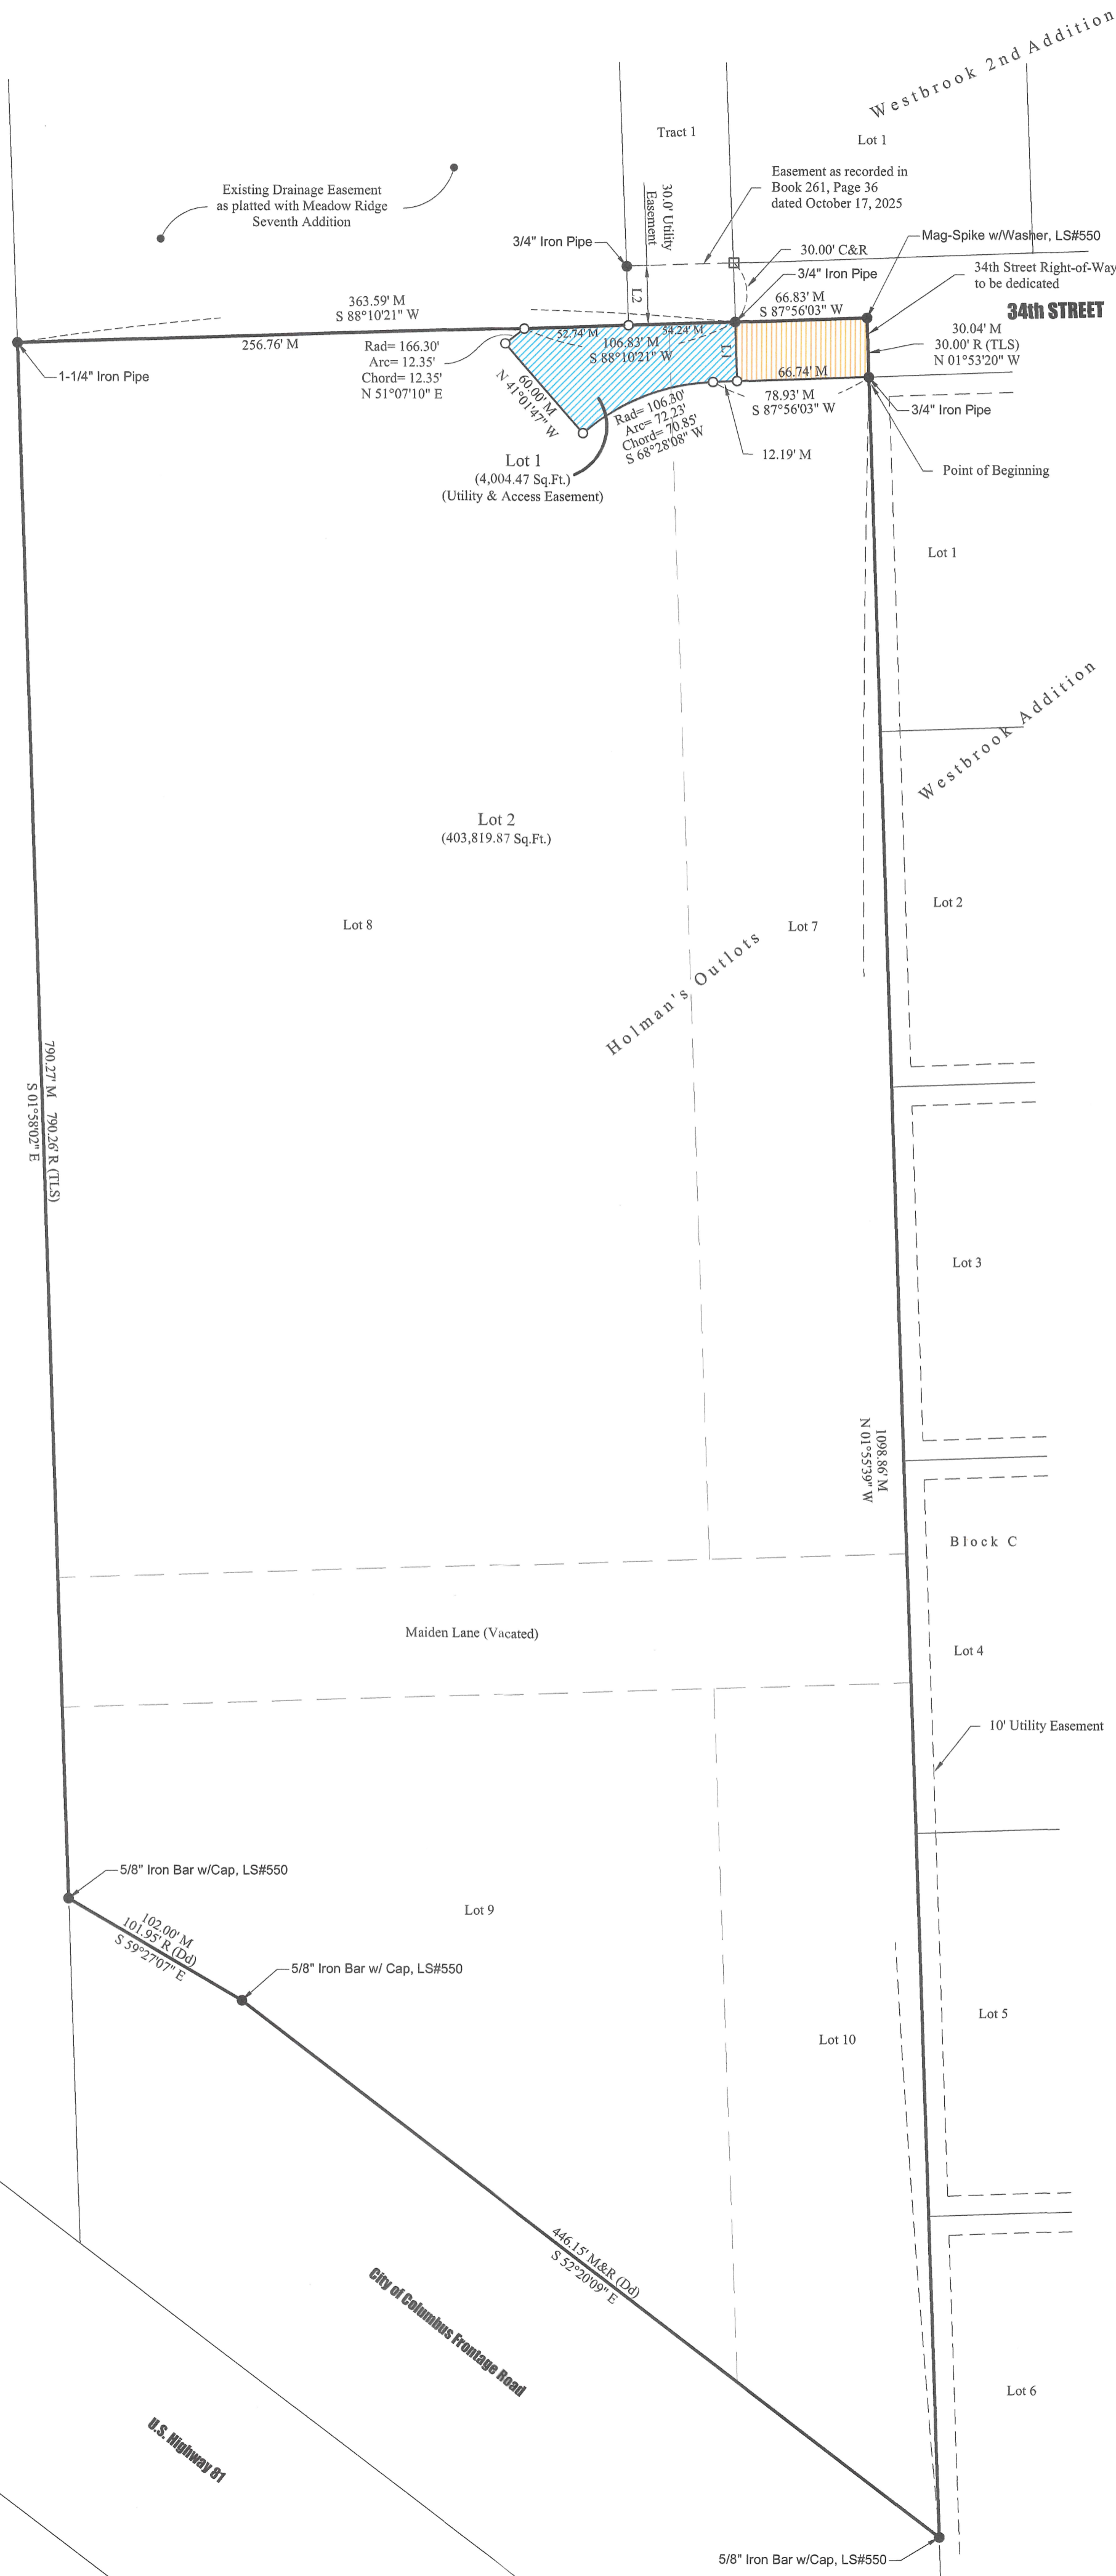 Westbrook 2nd Addition
Tract 1
Lot 1
Easement as recorded in
Book 261, Page 36
dated October 17, 2025
Existing Drainage Easement
as platted with Meadow Ridge
Seventh Addition
30.0' Utility
Easement
3/4" Iron Pipe
Mag-Spike w/Washer, LS#550
30.00' C&R
34th Street Right-of-Way
to be dedicated
3/4" Iron Pipe
L2
363.59' M
S 88°10'21" W
66.83' M
S 87°56'03" W
34th STREET
30.04' M
30.00' R (TLS)
N 01°53'20" W
256.76' M
Rad= 166.30'
Arc= 12.35'
Chord= 12.35'
N 51°07'10" E
52.74' M
54.24' M
106.83' M
S 88°10'21" W
L1
1-1/4" Iron Pipe
66.74' M
78.93' M
S 87°56'03" W
60.00' M
N 41°01'47" W
3/4" Iron Pipe
Rad= 106.30'
Arc= 72.23'
Chord= 70.85'
S 68°28'08" W
12.19' M
Lot 1
(4,004.47 Sq.Ft.)
(Utility & Access Easement)
Point of Beginning
Lot 1
Westbrook Addition
Lot 2
(403,819.87 Sq.Ft.)
Lot 8
Lot 7
Lot 2
Holman's Outlots
790.27' M 790.26' R (TLS)
S 01°58'02" E
Lot 3
1098.86' M
N 01°55'39" W
Block C
Maiden Lane (Vacated)
Lot 4
10' Utility Easement
5/8" Iron Bar w/Cap, LS#550
Lot 9
102.00' M
101.95' R (Dd)
S 59°27'07" E
5/8" Iron Bar w/ Cap, LS#550
Lot 5
Lot 10
446.15' M&R (Dd)
S 52°20'09" E
City of Columbus Frontage Road
Lot 6
U.S. Highway 81
5/8" Iron Bar w/Cap, LS#550